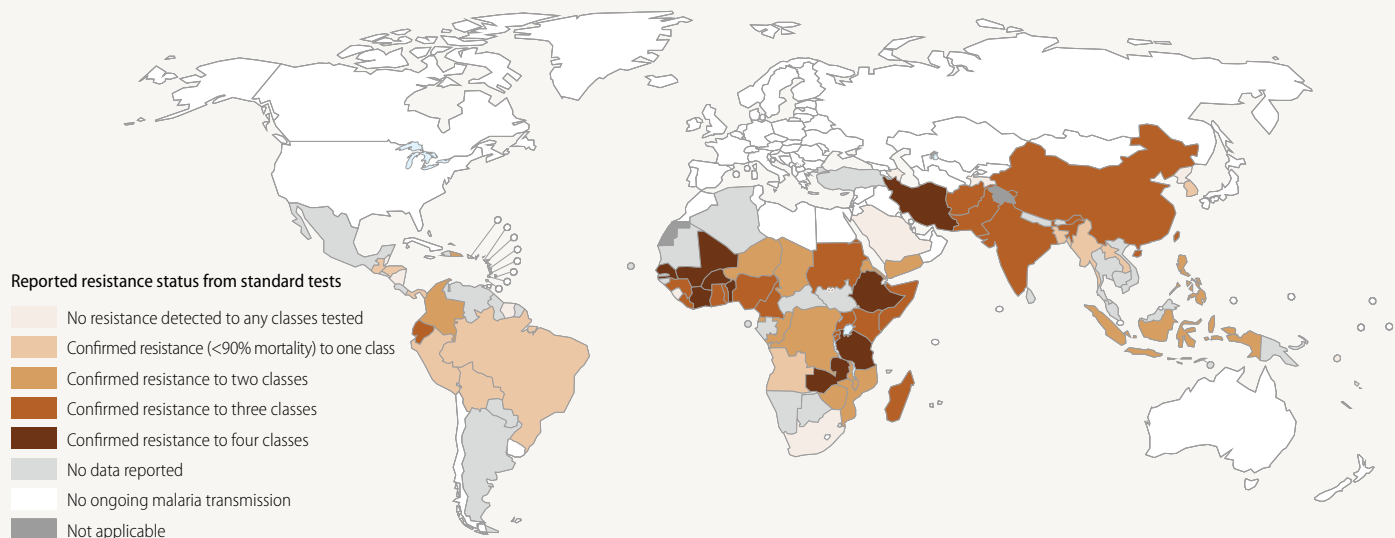 Reported resistance status from standard tests
No resistance detected to any classes tested
Confirmed resistance (<90% mortality) to one class
Confirmed resistance to two classes
Confirmed resistance to three classes
Confirmed resistance to four classes
No data reported
No ongoing malaria transmission
Not applicable